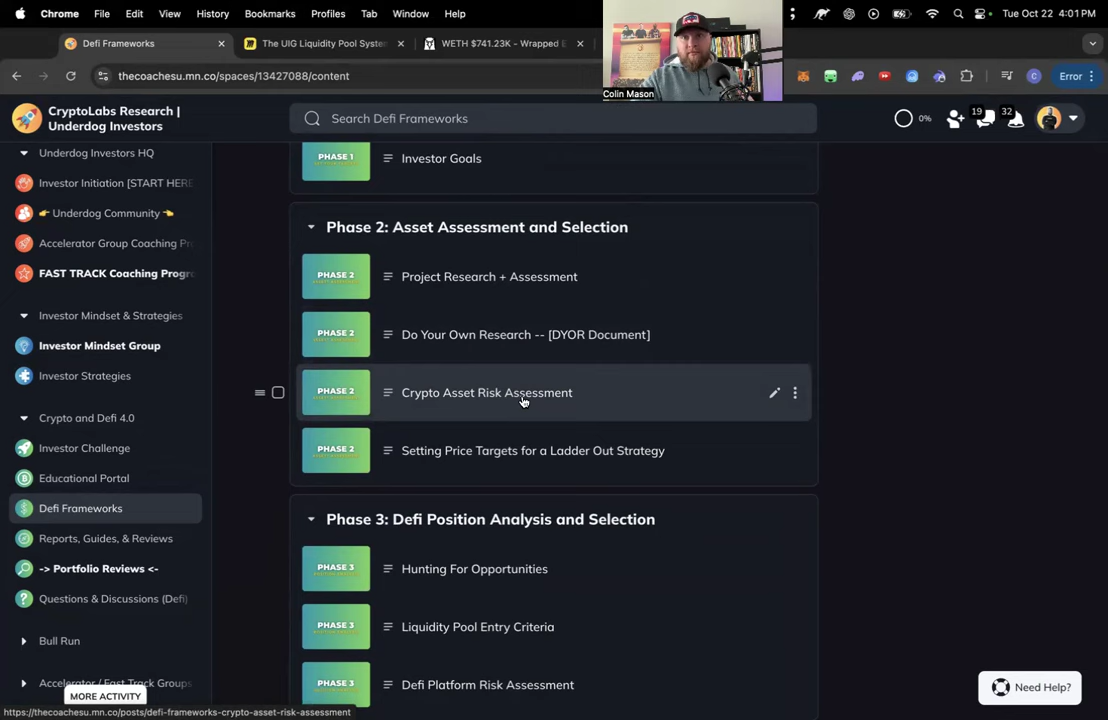 Chrome File Edit View History Bookmarks Profiles Tab Window Help
Tue Oct 22 4:01 PM
Defi Frameworks
The UIG Liquidity Pool System
WETH $741.23K - Wrapped E
thecoachesu.mn.co/spaces/13427088/content
Error
Colin Mason
CryptoLabs Research |
Underdog Investors
Search Defi Frameworks
0%
19
32
Underdog Investors HQ
Investor Initiation [START HERE
Underdog Community
Accelerator Group Coaching Pr
FAST TRACK Coaching Progr
Investor Mindset & Strategies
Investor Mindset Group
Investor Strategies
Crypto and Defi 4.0
Investor Challenge
Educational Portal
Defi Frameworks
Reports, Guides, & Reviews
-> Portfolio Reviews <-
Questions & Discussions (Defi)
Bull Run
Accelerator / Fast Track Groups
MORE ACTIVITY
https://thecoachesu.mn.co/posts/defi-frameworks-crypto-asset-risk-assessment
PHASE 1
Investor Goals
Phase 2: Asset Assessment and Selection
PHASE 2
Project Research + Assessment
PHASE 2
Do Your Own Research -- [DYOR Document]
PHASE 2
Crypto Asset Risk Assessment
PHASE 2
Setting Price Targets for a Ladder Out Strategy
Phase 3: Defi Position Analysis and Selection
PHASE 3
Hunting For Opportunities
PHASE 3
Liquidity Pool Entry Criteria
PHASE 3
Defi Platform Risk Assessment
Need Help?